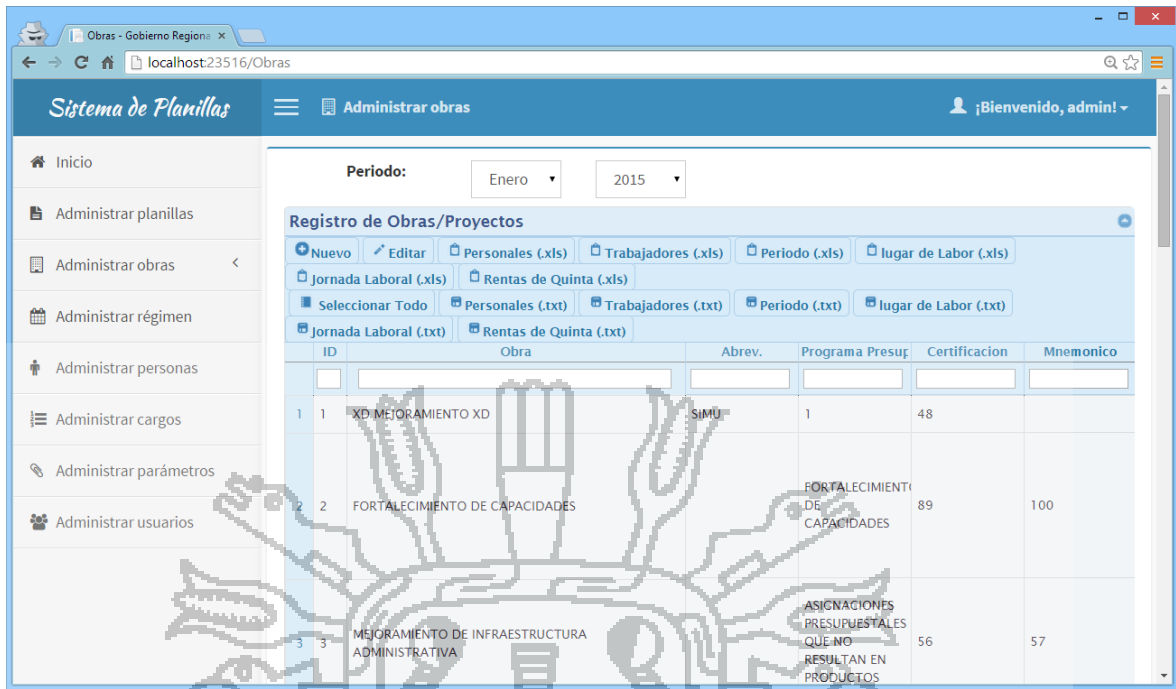 Obras - Gobierno Regiona
localhost:23516/Obras
Sistema de Planillas
Administrar obras
¡Bienvenido, admin!
Inicio
Administrar planillas
Administrar obras
Administrar régimen
Administrar personas
Administrar cargos
Administrar parámetros
Administrar usuarios
Periodo:
Enero
2015
Registro de Obras/Proyectos
Nuevo Editar Personales (.xls) Trabajadores (.xls) Periodo (.xls) lugar de Labor (.xls)
Jornada Laboral (.xls) Rentas de Quinta (.xls)
Seleccionar Todo Personales (.txt) Trabajadores (.txt) Periodo (.txt) lugar de Labor (.txt)
Jornada Laboral (.txt) Rentas de Quinta (.txt)
ID Obra Abrev. Programa Presup Certificacion Mnemonico
1 1 XD MEJORAMIENTO XD SIMU 1 48
2 2 FORTALECIMIENTO DE CAPACIDADES
FORTALECIMIENTO
DE
CAPACIDADES
89 100
3 3 MEJORAMIENTO DE INFRAESTRUCTURA
ADMINISTRATIVA
ASIGNACIONES
PRESUPUESTALES
QUE NO
RESULTAN EN
PRODUCTOS
56 57